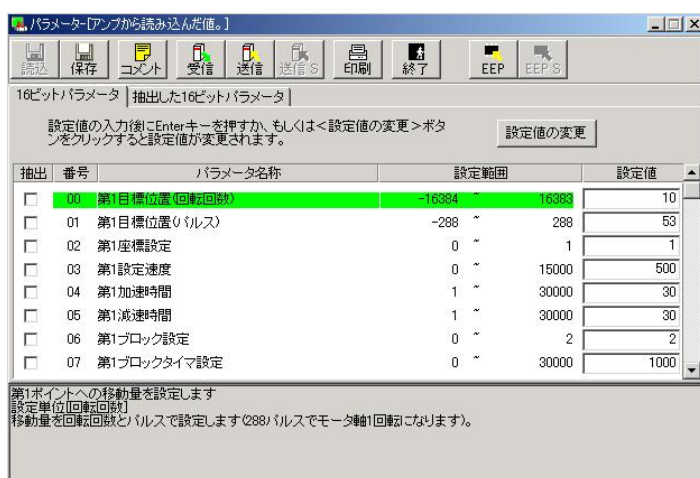 パラメーター-[アンプから読み込んだ値。]
読込 保存 コメント 受信 送信 送信S 印刷 終了 EEP EEP S
16ビットパラメータ 抽出した16ビットパラメータ
設定値の入力後にEnterキーを押すか、もしくは<設定値の変更>ボタ
ンをクリックすると設定値が変更されます。
設定値の変更
抽出 番号 パラメータ名称 設定範囲 設定値
00 第1目標位置(回転回数) -16384 ~ 16383 10
01 第1目標位置(パルス) -288 ~ 288 53
02 第1座標設定 0 ~ 1 1
03 第1設定速度 0 ~ 15000 500
04 第1加速時間 1 ~ 30000 30
05 第1減速時間 1 ~ 30000 30
06 第1ブロック設定 0 ~ 2 2
07 第1ブロックタイマ設定 0 ~ 30000 1000
第1ポイントへの移動量を設定します
設定単位[回転回数]
移動量を回転回数とパルスで設定します(288パルスでモータ軸1回転になります)。